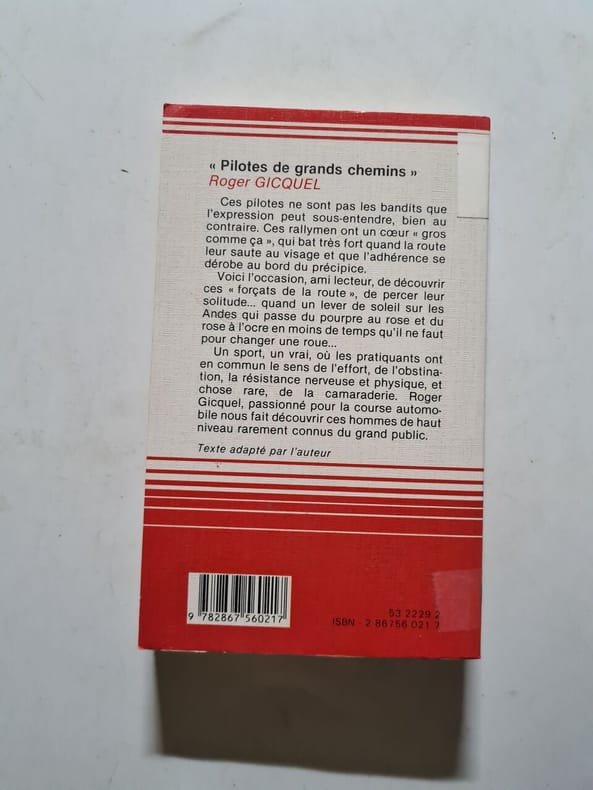 « Pilotes de grands chemins »
Roger GICQUEL
Ces pilotes ne sont pas les bandits que
l'expression peut sous-entendre, bien au
contraire. Ces rallymen ont un cœur « gros
comme ça », qui bat très fort quand la route
leur saute au visage et que l'adhérence se
dérobe au bord du précipice.
Voici l'occasion, ami lecteur, de découvrir
ces « forçats de la route », de percer leur
solitude... quand un lever de soleil sur les
Andes qui passe du pourpre au rose et du
rose à l'ocre en moins de temps qu'il ne faut
pour changer une roue...
Un sport, un vrai, où les pratiquants ont
en commun le sens de l'effort, de l'obstina-
tion, la résistance nerveuse et physique, et
chose rare, de la camaraderie. Roger
Gicquel, passionné pour la course automo-
bile nous fait découvrir ces hommes de haut
niveau rarement connus du grand public.
Texte adapté par l'auteur
53 2229 2
ISBN - 2 86756 021 7
9 782867 560217